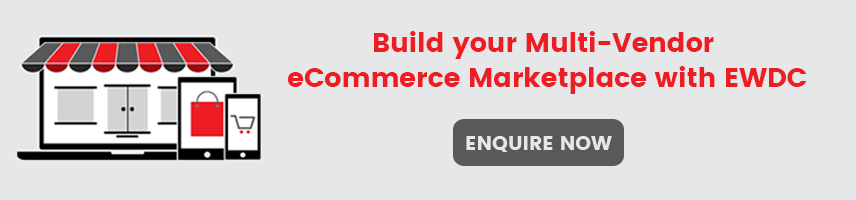 Build your Multi-Vendor
eCommerce Marketplace with EWDC
ENQUIRE NOW